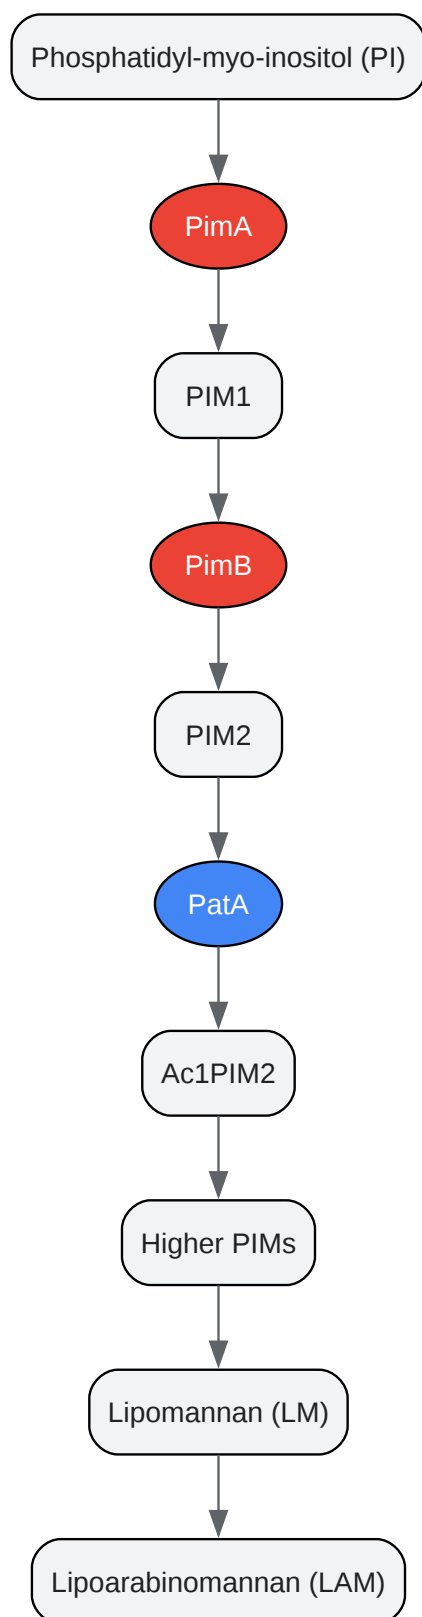 Phosphatidyl-myo-inositol (PI)
PimA
PIM1
PimB
PIM2
PatA
Ac1PIM2
Higher PIMs
Lipomannan (LM)
Lipoarabinomannan (LAM)